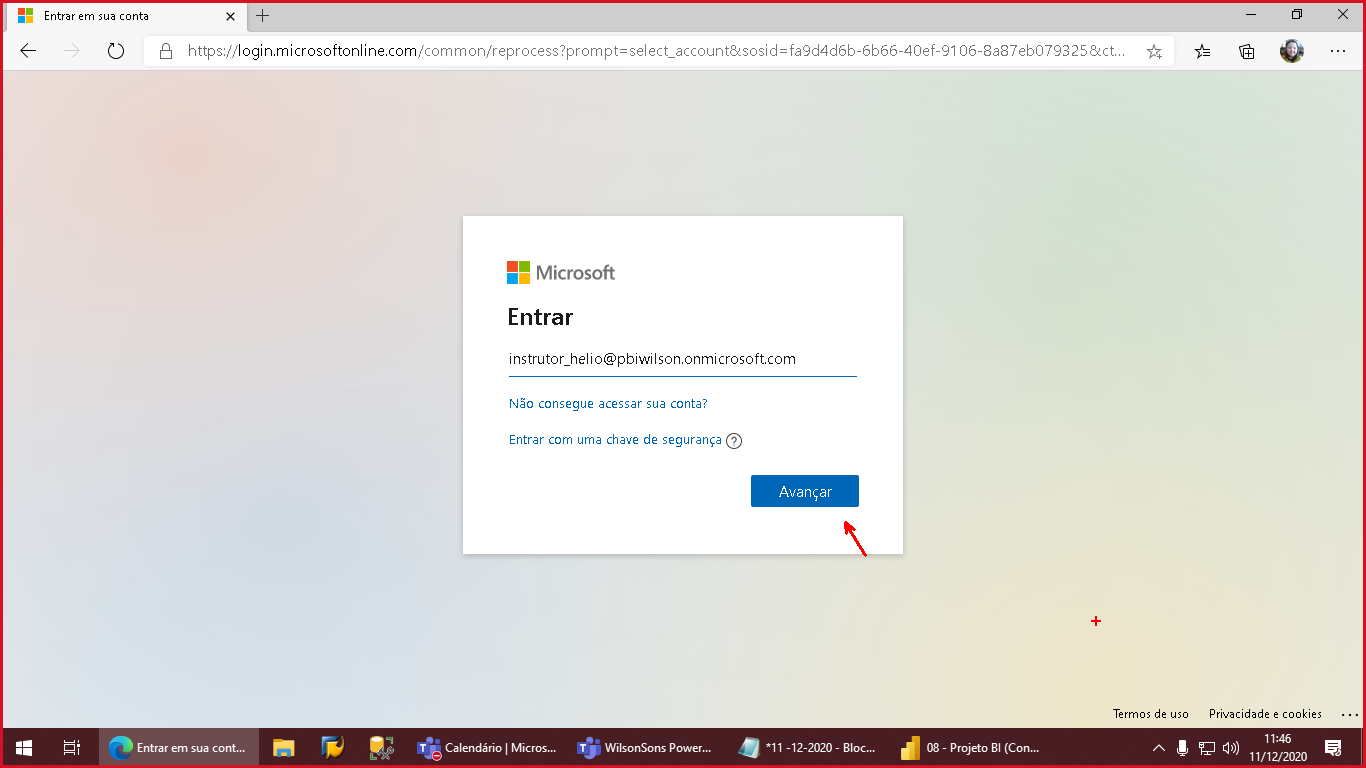 Entrar em sua conta
https://login.microsoftonline.com/common/reprocess?prompt=select_account&sosid=fa9d4d6b-6b66-40ef-9106-8a87eb079325&ct...
Microsoft
Entrar
instrutor_helio@pbiwilson.onmicrosoft.com
Não consegue acessar sua conta?
Entrar com uma chave de segurança ?
Avançar
Termos de uso Privacidade e cookies ...
Entrar em sua cont... Calendário | Micros... WilsonSons Power... *11 -12-2020 - Bloc... 08 - Projeto BI (Con... 11:46
11/12/2020